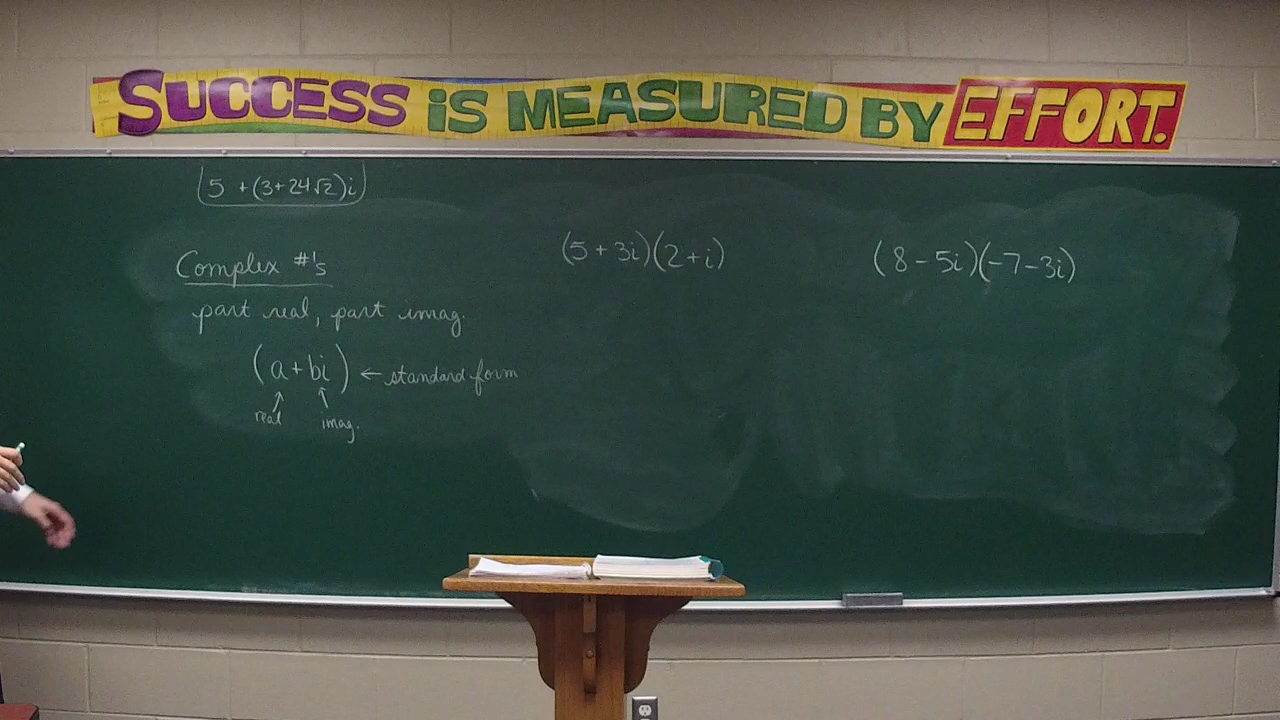 SUCCESS IS MEASURED BY EFFORT.
5 + (3+24√2)i
Complex #'s
part real, part imag.
(a+bi) ← standard form
real imag.
(5 + 3i)(2 + i)
(8 - 5i)(-7 - 3i)